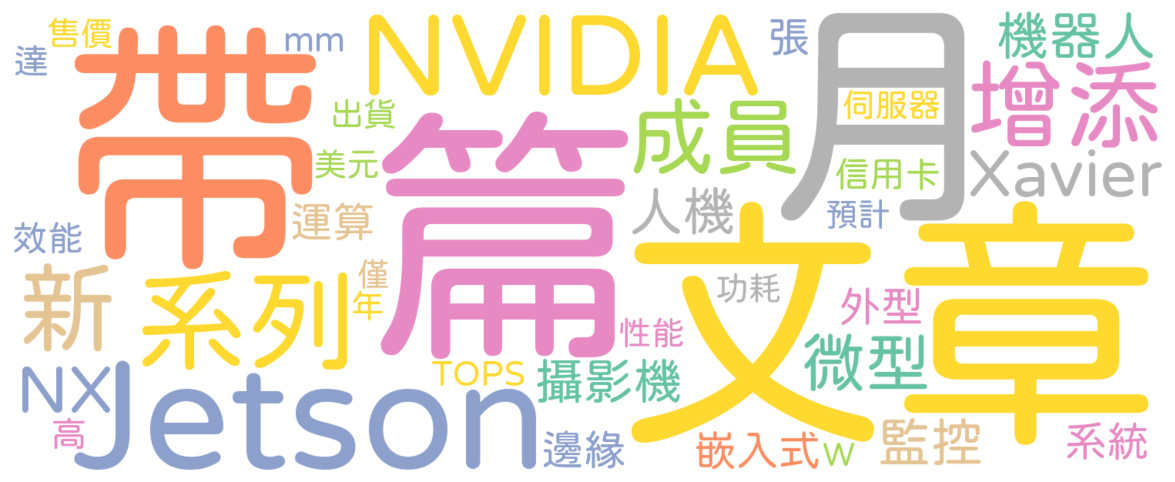 售價
mm
NVIDIA
張
月
機器人
達
帶
出貨
篇
成員
伺服器
增添
美元
信用卡
Xavier
效能
運算
人機
預計
新
系列
僅
年
文
功耗
外型
章
性能
微型
NX
Jetson
TOPS
攝影機
高
邊緣
嵌入式
W
監控
系統